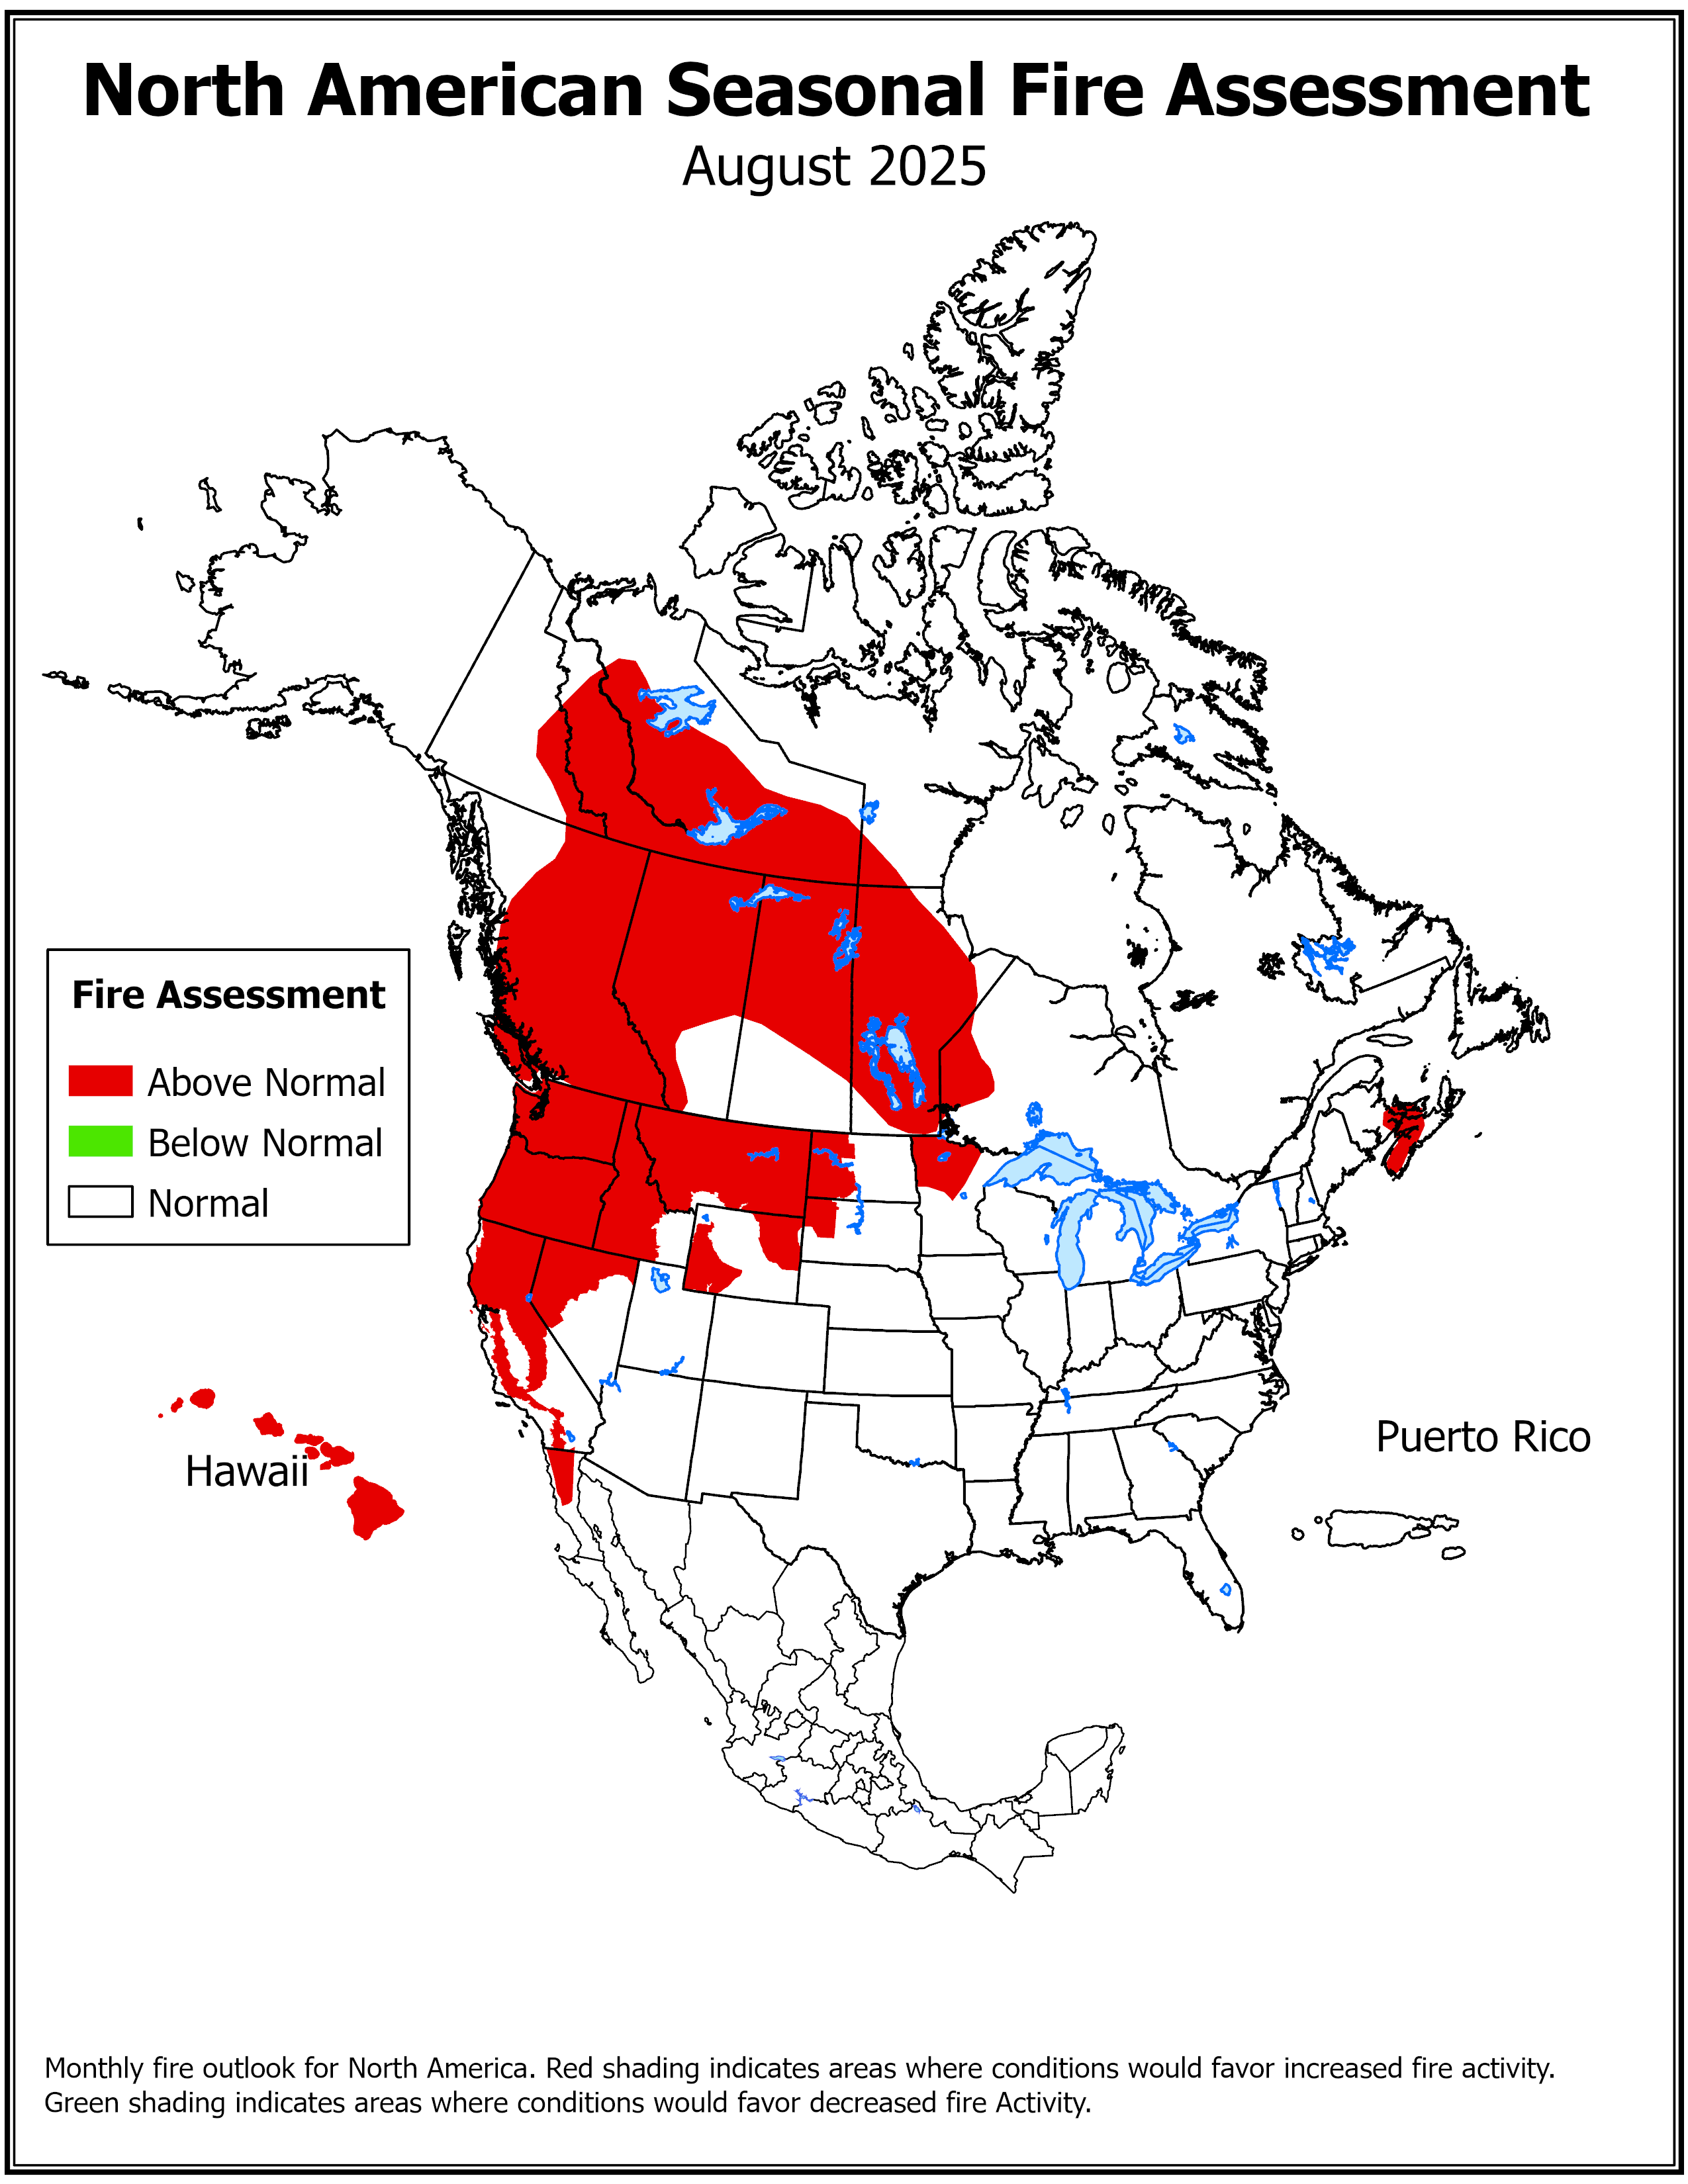 North American Seasonal Fire Assessment
August 2025
Fire Assessment
Above Normal
Below Normal
Normal
Hawaii
Puerto Rico
Monthly fire outlook for North America. Red shading indicates areas where conditions would favor increased fire activity.
Green shading indicates areas where conditions would favor decreased fire Activity.